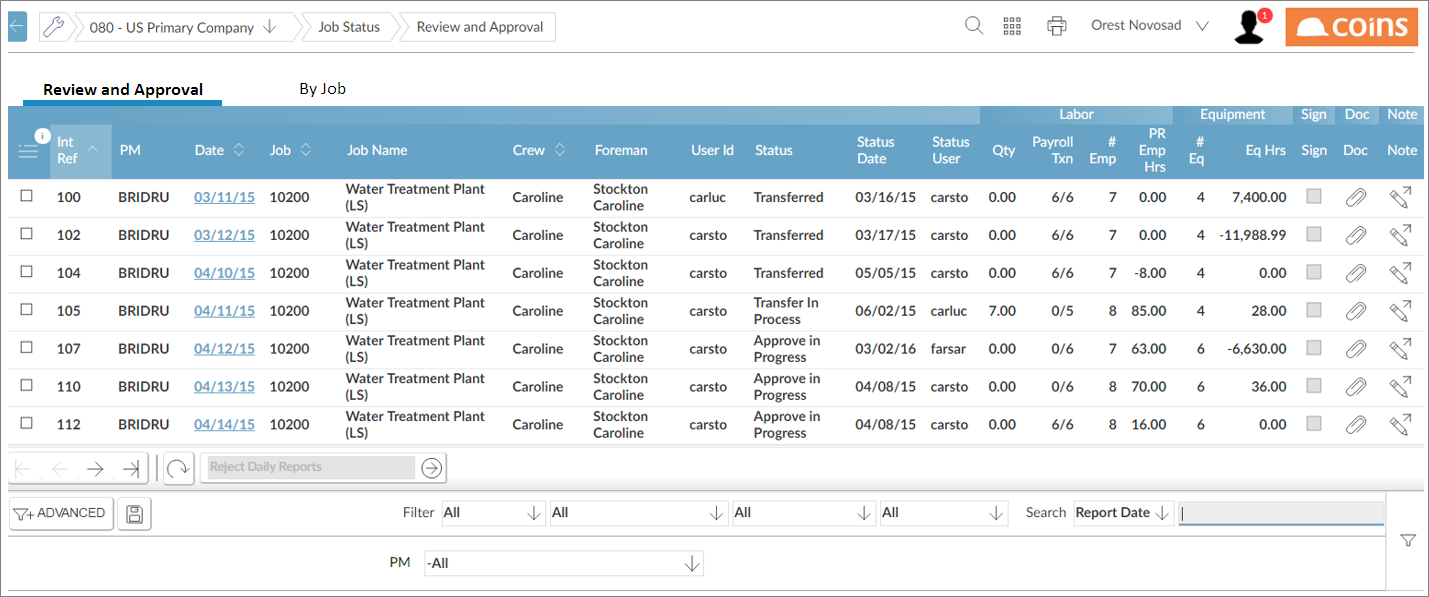 080 - US Primary Company Job Status Review and Approval Orest Novosad 1 coins
Review and Approval By Job
Labor Equipment Sign Doc Note
i Int Ref PM Date Job Job Name Crew Foreman User Id Status Status Date Status User Qty Payroll Txn # Emp PR Emp Hrs # Eq Eq Hrs Sign Doc Note
100 BRIDRU 03/11/15 10200 Water Treatment Plant (LS) Caroline Stockton Caroline carluc Transferred 03/16/15 carsto 0.00 6/6 7 0.00 4 7,400.00
102 BRIDRU 03/12/15 10200 Water Treatment Plant (LS) Caroline Stockton Caroline carsto Transferred 03/17/15 carsto 0.00 6/6 7 0.00 4 -11,988.99
104 BRIDRU 04/10/15 10200 Water Treatment Plant (LS) Caroline Stockton Caroline carsto Transferred 05/05/15 carsto 0.00 6/6 7 -8.00 4 0.00
105 BRIDRU 04/11/15 10200 Water Treatment Plant (LS) Caroline Stockton Caroline carsto Transfer In Process 06/02/15 carluc 7.00 0/5 8 85.00 4 28.00
107 BRIDRU 04/12/15 10200 Water Treatment Plant (LS) Caroline Stockton Caroline carsto Approve in Progress 03/02/16 farsar 0.00 0/6 7 63.00 6 -6,630.00
110 BRIDRU 04/13/15 10200 Water Treatment Plant (LS) Caroline Stockton Caroline carsto Approve in Progress 04/08/15 carsto 0.00 0/6 8 70.00 6 36.00
112 BRIDRU 04/14/15 10200 Water Treatment Plant (LS) Caroline Stockton Caroline carsto Approve in Progress 04/08/15 carsto 0.00 6/6 8 16.00 6 0.00
Reject Daily Reports
ADVANCED Filter All All All All Search Report Date
PM -All